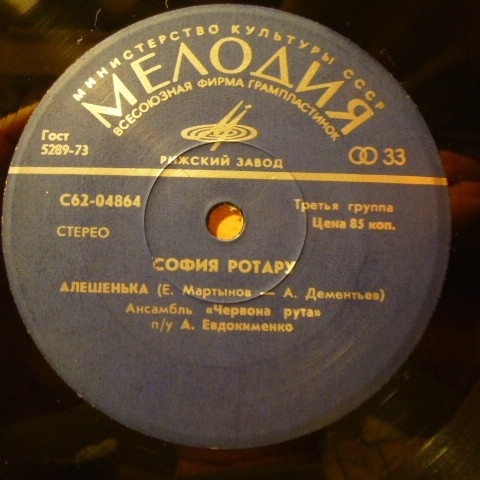 МИНИСТЕРСТВО КУЛЬТУРЫ СССР
МЕЛОДИЯ
ВСЕСОЮЗНАЯ ФИРМА ГРАМПЛАСТИНОК
Гост
5289-73
РИЖСКИЙ ЗАВОД
33
С62-04864
Третья группа
Цена 85 коп.
СТЕРЕО
СОФИЯ РОТАРУ
АЛЕШЕНЬКА (Е. Мартынов — А. Дементьев)
Ансамбль «Червона рута»
п/у А. Евдокименко